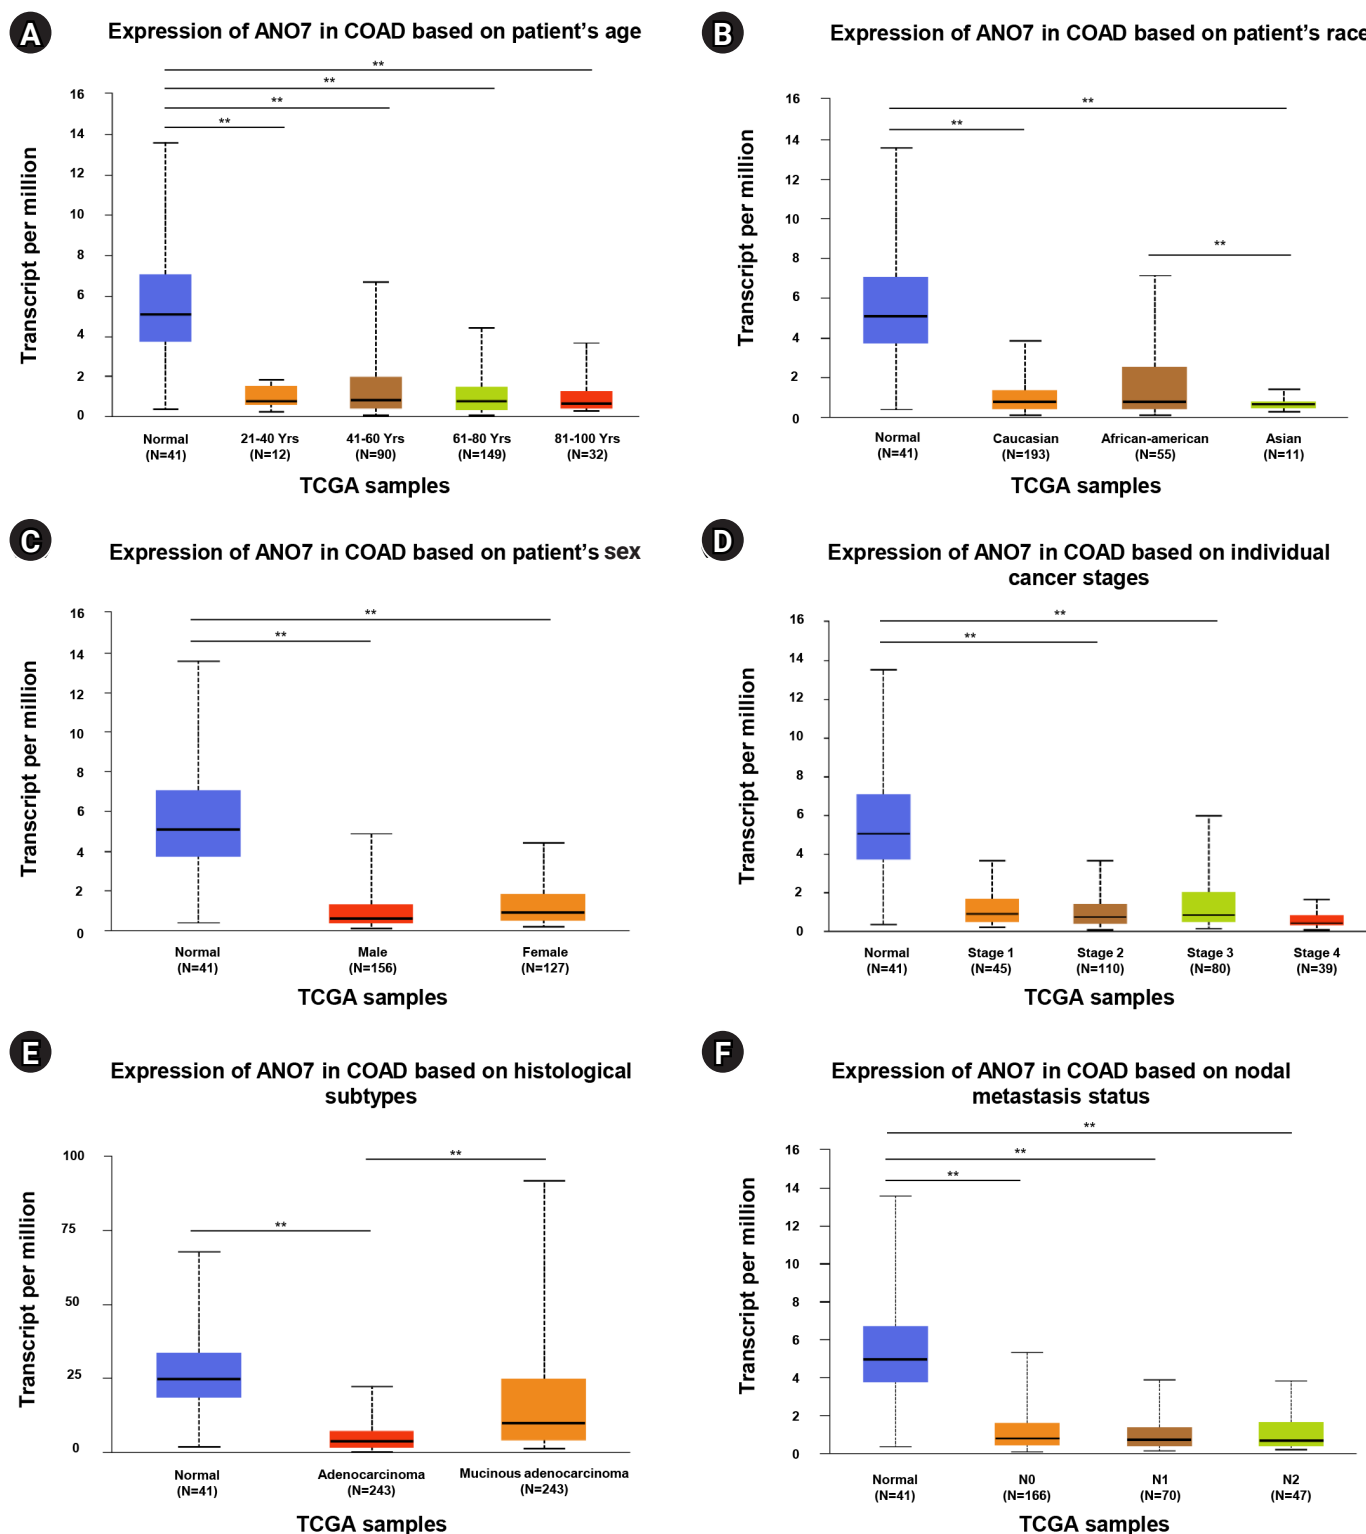 A
Expression of ANO7 in COAD based on patient's age
**
**
**
**
Transcript per million
16
14
12
10
8
6
4
2
0
Normal
(N=41)
21-40 Yrs
(N=12)
41-60 Yrs
(N=90)
61-80 Yrs
(N=149)
81-100 Yrs
(N=32)
TCGA samples
B
Expression of ANO7 in COAD based on patient's race
**
**
**
Transcript per million
16
14
12
10
8
6
4
2
0
Normal
(N=41)
Caucasian
(N=193)
African-american
(N=55)
Asian
(N=11)
TCGA samples
C
Expression of ANO7 in COAD based on patient's sex
**
**
Transcript per million
16
14
12
10
8
6
4
2
0
Normal
(N=41)
Male
(N=156)
Female
(N=127)
TCGA samples
D
Expression of ANO7 in COAD based on individual
cancer stages
**
**
Transcript per million
16
14
12
10
8
6
4
2
0
Normal
(N=41)
Stage 1
(N=45)
Stage 2
(N=110)
Stage 3
(N=80)
Stage 4
(N=39)
TCGA samples
E
Expression of ANO7 in COAD based on histological
subtypes
**
**
Transcript per million
100
75
50
25
0
Normal
(N=41)
Adenocarcinoma
(N=243)
Mucinous adenocarcinoma
(N=243)
TCGA samples
F
Expression of ANO7 in COAD based on nodal
metastasis status
**
**
**
Transcript per million
16
14
12
10
8
6
4
2
0
Normal
(N=41)
N0
(N=166)
N1
(N=70)
N2
(N=47)
TCGA samples